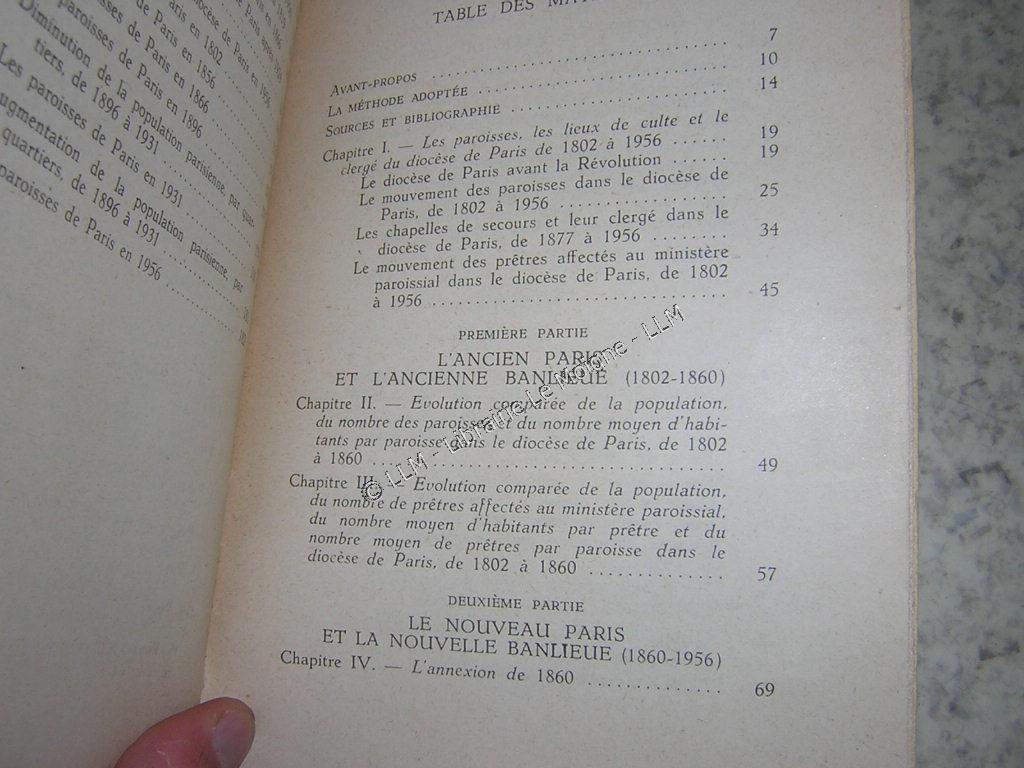 paroisses de Paris en 1856
paroisses de Paris en 1866
Paroisses de Paris en 1896
Diminution de la population parisienne, par quar-
tiers, de 1896 à 1931
Les paroisses de Paris en 1931
ugmentation de la population parisienne, par
quartiers, de 1896 à 1931
paroisses de Paris en 1956
TABLE DES MAT
AVANT-PROPOS 7
LA MÉTHODE ADOPTÉE 10
SOURCES ET BIBLIOGRAPHIE 14
Chapitre I. — Les paroisses, les lieux de culte et le
clergé du diocèse de Paris de 1802 à 1956 ...... 19
Le diocèse de Paris avant la Révolution ...... 19
Le mouvement des paroisses dans le diocèse de
Paris, de 1802 à 1956 .................. 25
Les chapelles de secours et leur clergé dans le
diocèse de Paris, de 1877 à 1956 ........ 34
Le mouvement des prêtres affectés au ministère
paroissial dans le diocèse de Paris, de 1802
à 1956 ................................ 45
PREMIÈRE PARTIE
L'ANCIEN PARIS
ET L'ANCIENNE BANLIEUE (1802-1860)
Chapitre II. — Evolution comparée de la population,
du nombre des paroisses et du nombre moyen d'habi-
tants par paroisse dans le diocèse de Paris, de 1802
à 1860 .................................... 49
Chapitre III. — Evolution comparée de la population,
du nombre de prêtres affectés au ministère paroissial,
du nombre moyen d'habitants par prêtre et du
nombre moyen de prêtres par paroisse dans le
diocèse de Paris, de 1802 à 1860 .............. 57
DEUXIÈME PARTIE
LE NOUVEAU PARIS
ET LA NOUVELLE BANLIEUE (1860-1956)
Chapitre IV. — L'annexion de 1860 .............. 69
© LLM - Librairie Le Molone - LLM